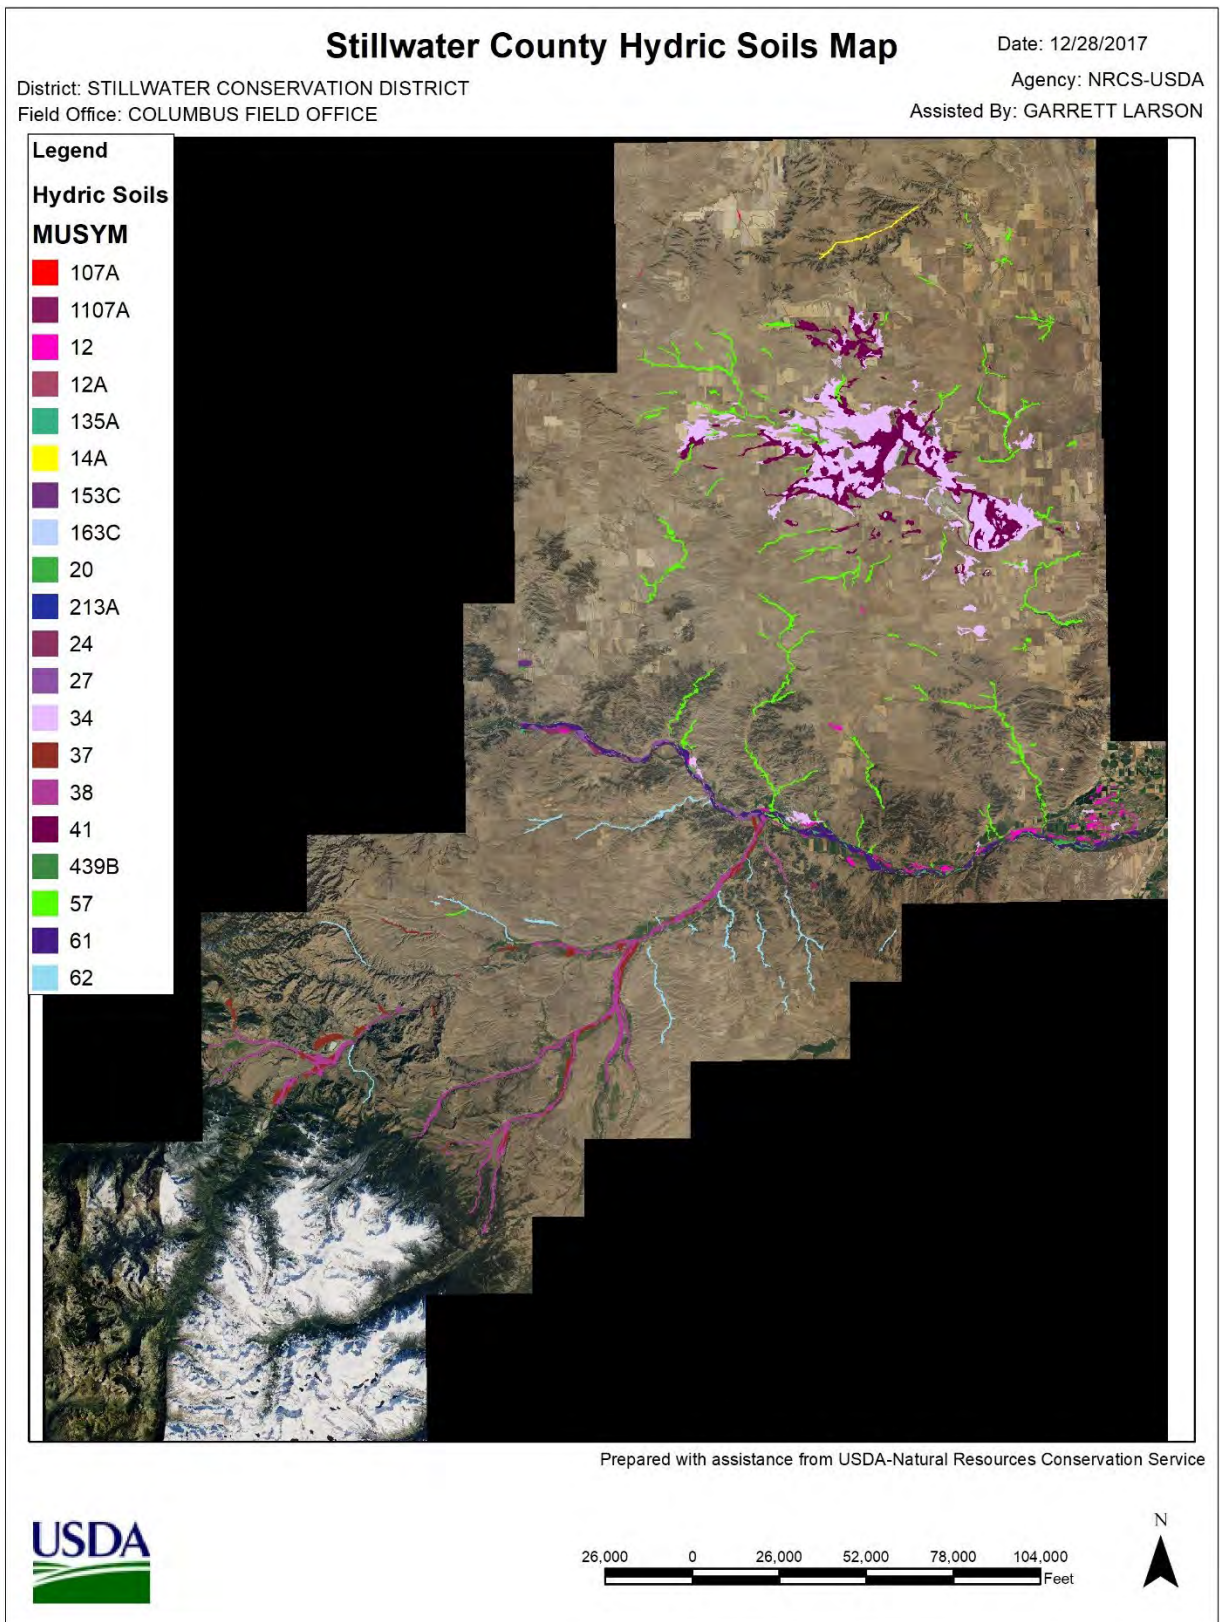 Stillwater County Hydric Soils Map
Date: 12/28/2017
District: STILLWATER CONSERVATION DISTRICT
Agency: NRCS-USDA
Field Office: COLUMBUS FIELD OFFICE
Assisted By: GARRETT LARSON
Legend
Hydric Soils
MUSYM
107A
1107A
12
12A
135A
14A
153C
163C
20
213A
24
27
34
37
38
41
439B
57
61
62
Prepared with assistance from USDA-Natural Resources Conservation Service
USDA
26,000 0 26,000 52,000 78,000 104,000
Feet
N